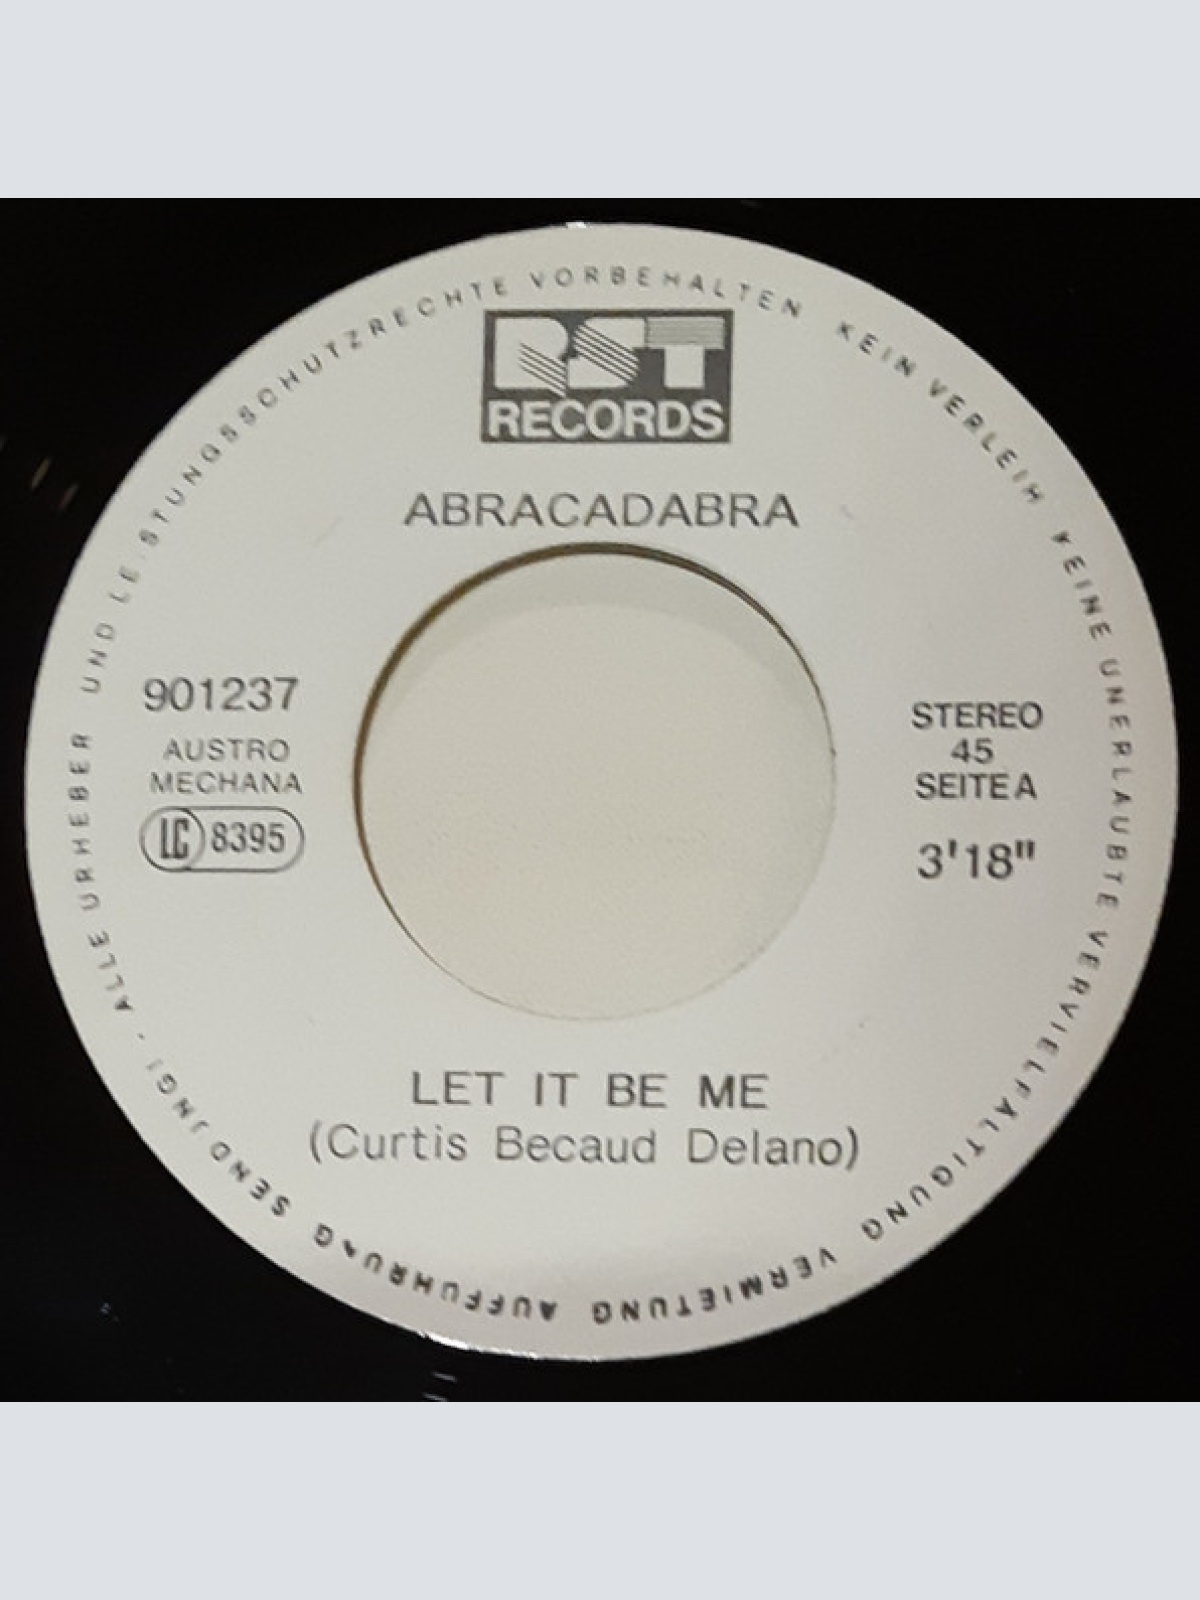 ALLE URHEBER UND LEISTUNGSSCHUTZRECHTE VORBEHALTEN KEIN VERLEIH KEINE UNERLAUBTE VERVIELFÄLTIGUNG VERMIETUNG AUFFUHRUNG SENDUNG! ·
RST
RECORDS
ABRACADABRA
901237
AUSTRO
MECHANA
LC 8395
STEREO
45
SEITE A
3'18"
LET IT BE ME
(Curtis Becaud Delano)